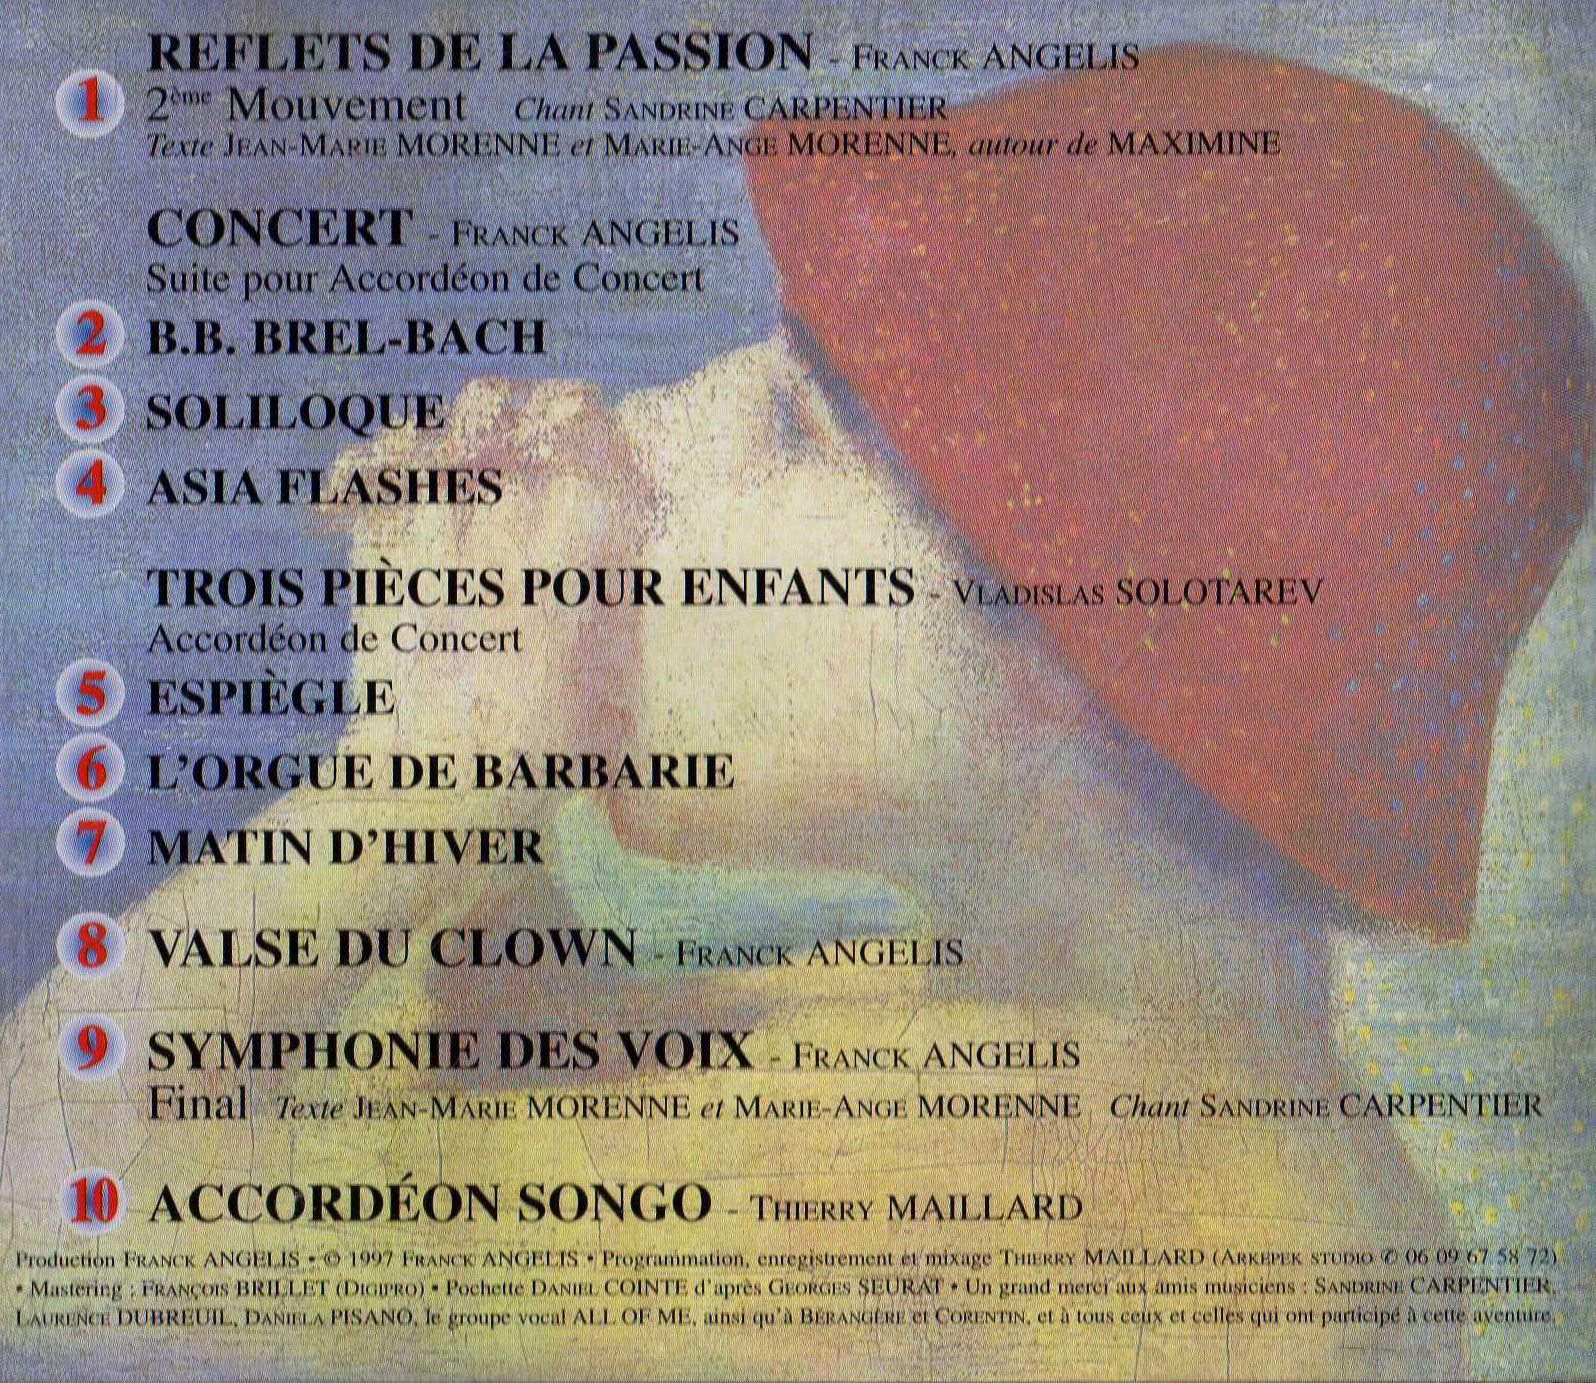 REFLETS DE LA PASSION - FRANCK ANGELIS
1 2ème Mouvement Chant SANDRINE CARPENTIER
Texte JEAN-MARIE MORENNE et MARIE-ANGE MORENNE, autour de MAXIMINE
CONCERT - FRANCK ANGELIS
Suite pour Accordéon de Concert
2 B.B. BREL-BACH
3 SOLILOQUE
4 ASIA FLASHES
TROIS PIÈCES POUR ENFANTS - VLADISLAS SOLOTAREV
Accordéon de Concert
5 ESPIÈGLE
6 L'ORGUE DE BARBARIE
7 MATIN D'HIVER
8 VALSE DU CLOWN - FRANCK ANGELIS
9 SYMPHONIE DES VOIX - FRANCK ANGELIS
Final Texte JEAN-MARIE MORENNE et MARIE-ANGE MORENNE Chant SANDRINE CARPENTIER
10 ACCORDÉON SONGO - THIERRY MAILLARD
Production FRANCK ANGELIS • © 1997 FRANCK ANGELIS • Programmation, enregistrement et mixage THIERRY MAILLARD (ARKEPEK STUDIO ✆ 06 09 67 58 72)
• Mastering : FRANÇOIS BRILLET (DIGIPRO) • Pochette DANIEL COINTE d'après GEORGES SEURAT • Un grand merci aux amis musiciens : SANDRINE CARPENTIER,
LAURENCE DUBREUIL, DANIELA PISANO, le groupe vocal ALL OF ME, ainsi qu'à BÉRANGÈRE et CORENTIN, et à tous ceux et celles qui ont participé à cette aventure.